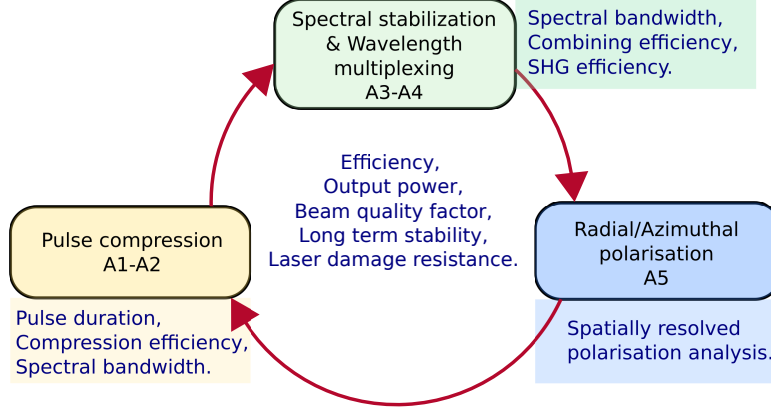 Spectral stabilization
& Wavelength
multiplexing
A3-A4
Spectral bandwidth,
Combining efficiency,
SHG efficiency.
Efficiency,
Output power,
Beam quality factor,
Long term stability,
Laser damage resistance.
Pulse compression
A1-A2
Radial/Azimuthal
polarisation
A5
Pulse duration,
Compression efficiency,
Spectral bandwidth.
Spatially resolved
polarisation analysis.